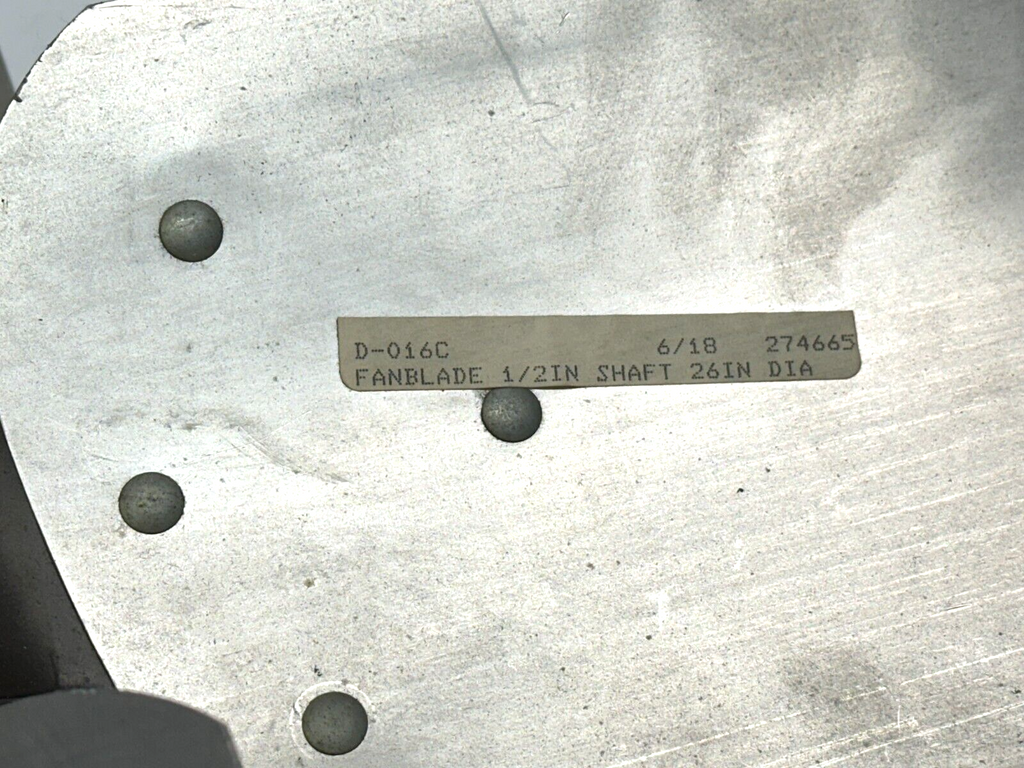 D-016C 6/18 274665
FANBLADE 1/2IN SHAFT 26IN DIA